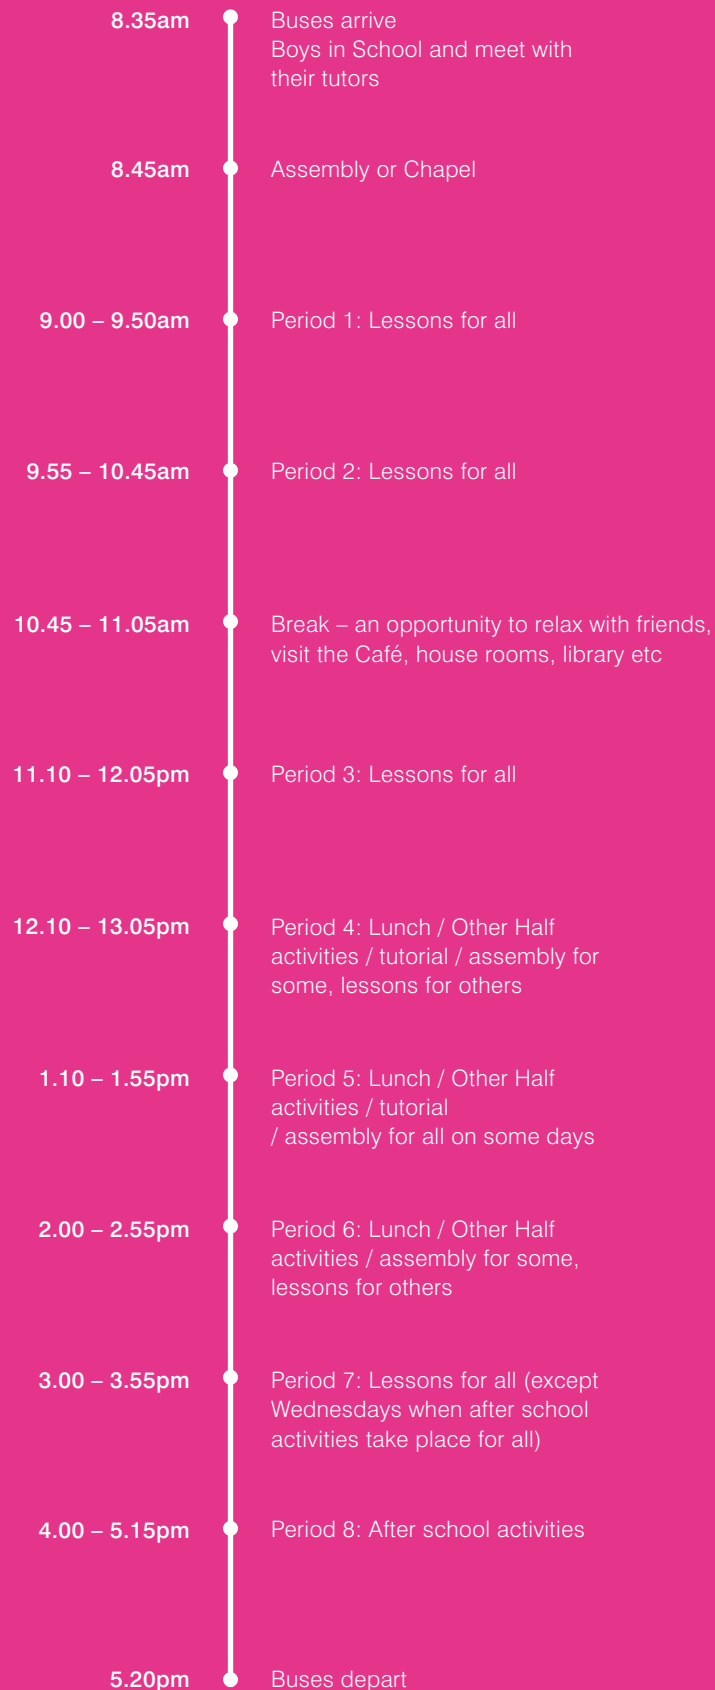 8.35am Buses arrive
Boys in School and meet with
their tutors
8.45am Assembly or Chapel
9.00 – 9.50am Period 1: Lessons for all
9.55 – 10.45am Period 2: Lessons for all
10.45 – 11.05am Break – an opportunity to relax with friends,
visit the Café, house rooms, library etc
11.10 – 12.05pm Period 3: Lessons for all
12.10 – 13.05pm Period 4: Lunch / Other Half
activities / tutorial / assembly for
some, lessons for others
1.10 – 1.55pm Period 5: Lunch / Other Half
activities / tutorial
/ assembly for all on some days
2.00 – 2.55pm Period 6: Lunch / Other Half
activities / assembly for some,
lessons for others
3.00 – 3.55pm Period 7: Lessons for all (except
Wednesdays when after school
activities take place for all)
4.00 – 5.15pm Period 8: After school activities
5.20pm Buses depart